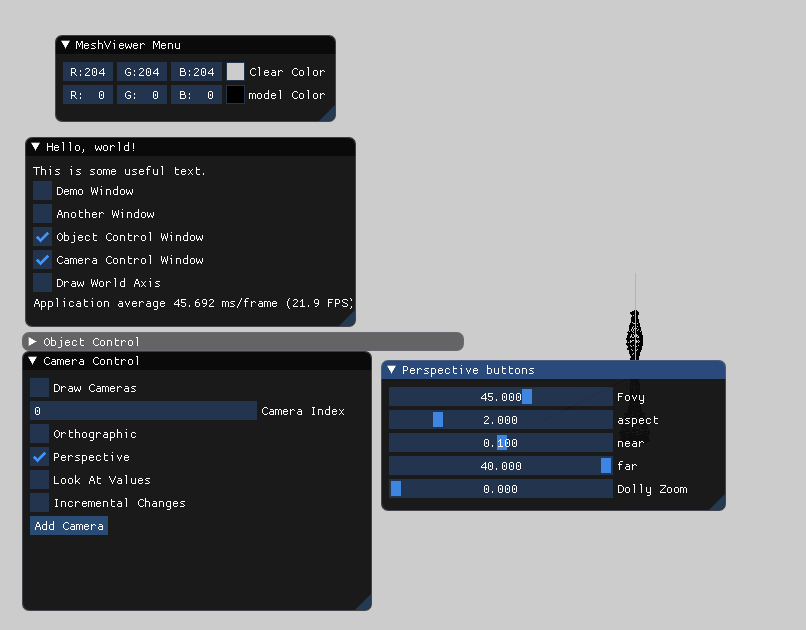 MeshViewer Menu
R:204 G:204 B:204 Clear Color
R: 0 G: 0 B: 0 model Color
Hello, world!
This is some useful text.
Demo Window
Another Window
Object Control Window
Camera Control Window
Draw World Axis
Application average 45.692 ms/frame (21.9 FPS)
Object Control
Camera Control
Draw Cameras
0 Camera Index
Orthographic
Perspective
Look At Values
Incremental Changes
Add Camera
Perspective buttons
45.000 Fovy
2.000 aspect
0.100 near
40.000 far
0.000 Dolly Zoom